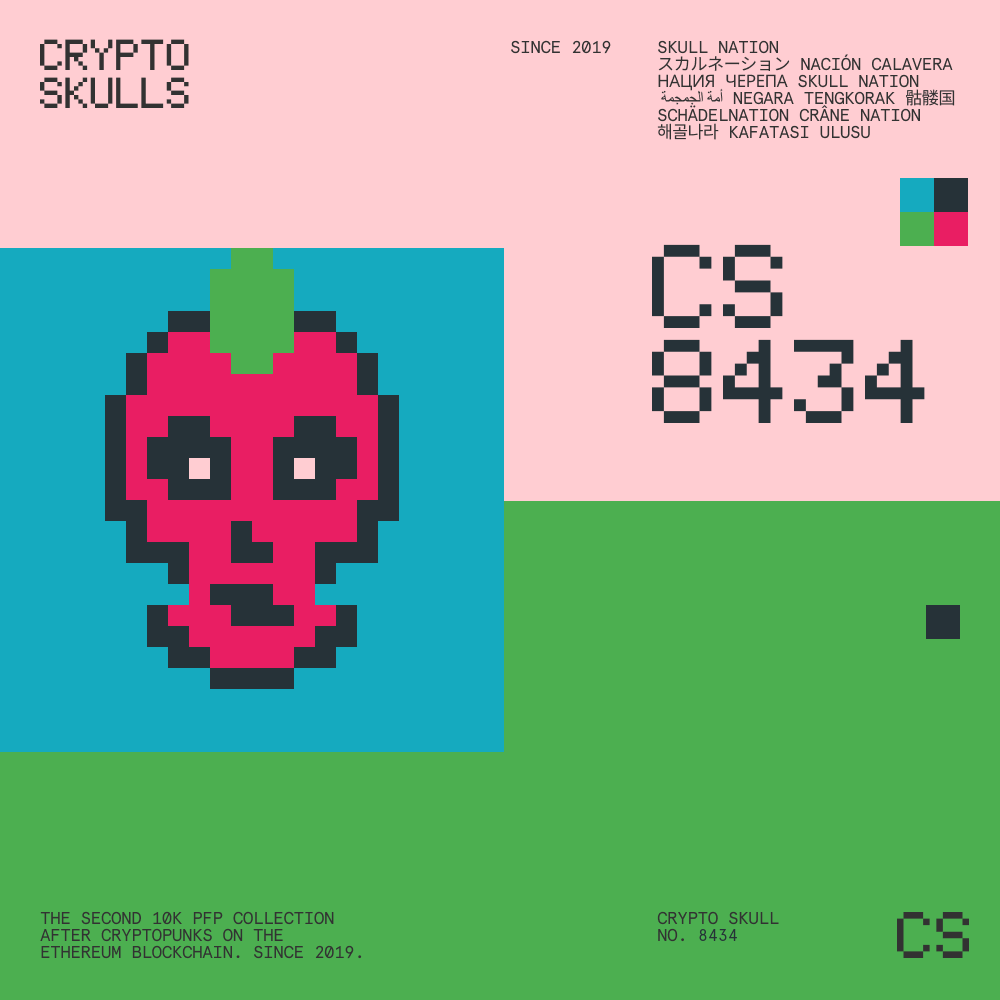 CRYPTO
SKULLS
SINCE 2019
SKULL NATION
スカルネーション NACIÓN CALAVERA
НАЦИЯ ЧЕРЕПА SKULL NATION
أمة الجمجمة NEGARA TENGKORAK 骷髅国
SCHÄDELNATION CRÂNE NATION
해골나라 KAFATASI ULUSU
CS
8434
THE SECOND 10K PFP COLLECTION
AFTER CRYPTOPUNKS ON THE
ETHEREUM BLOCKCHAIN. SINCE 2019.
CRYPTO SKULL
NO. 8434
CS